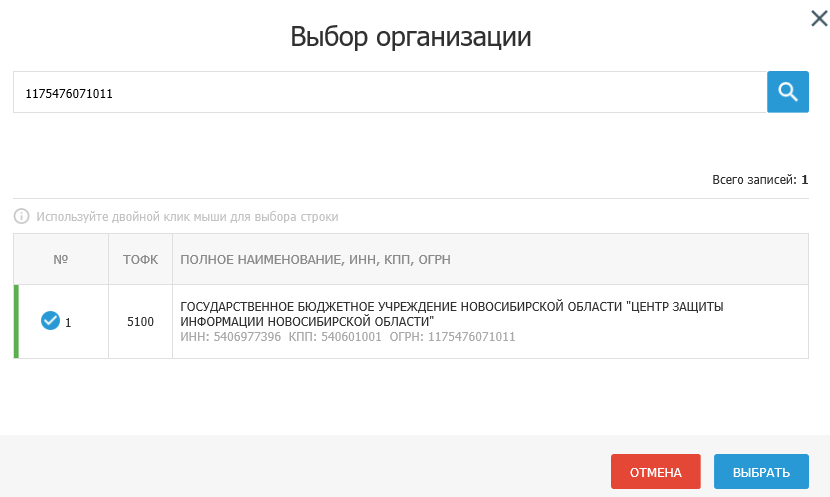 Выбор организации
1175476071011
Всего записей: 1
Используйте двойной клик мыши для выбора строки
№ ТОФК ПОЛНОЕ НАИМЕНОВАНИЕ, ИНН, КПП, ОГРН
1 5100 ГОСУДАРСТВЕННОЕ БЮДЖЕТНОЕ УЧРЕЖДЕНИЕ НОВОСИБИРСКОЙ ОБЛАСТИ "ЦЕНТР ЗАЩИТЫ
ИНФОРМАЦИИ НОВОСИБИРСКОЙ ОБЛАСТИ"
ИНН: 5406977396 КПП: 540601001 ОГРН: 1175476071011
ОТМЕНА ВЫБРАТЬ